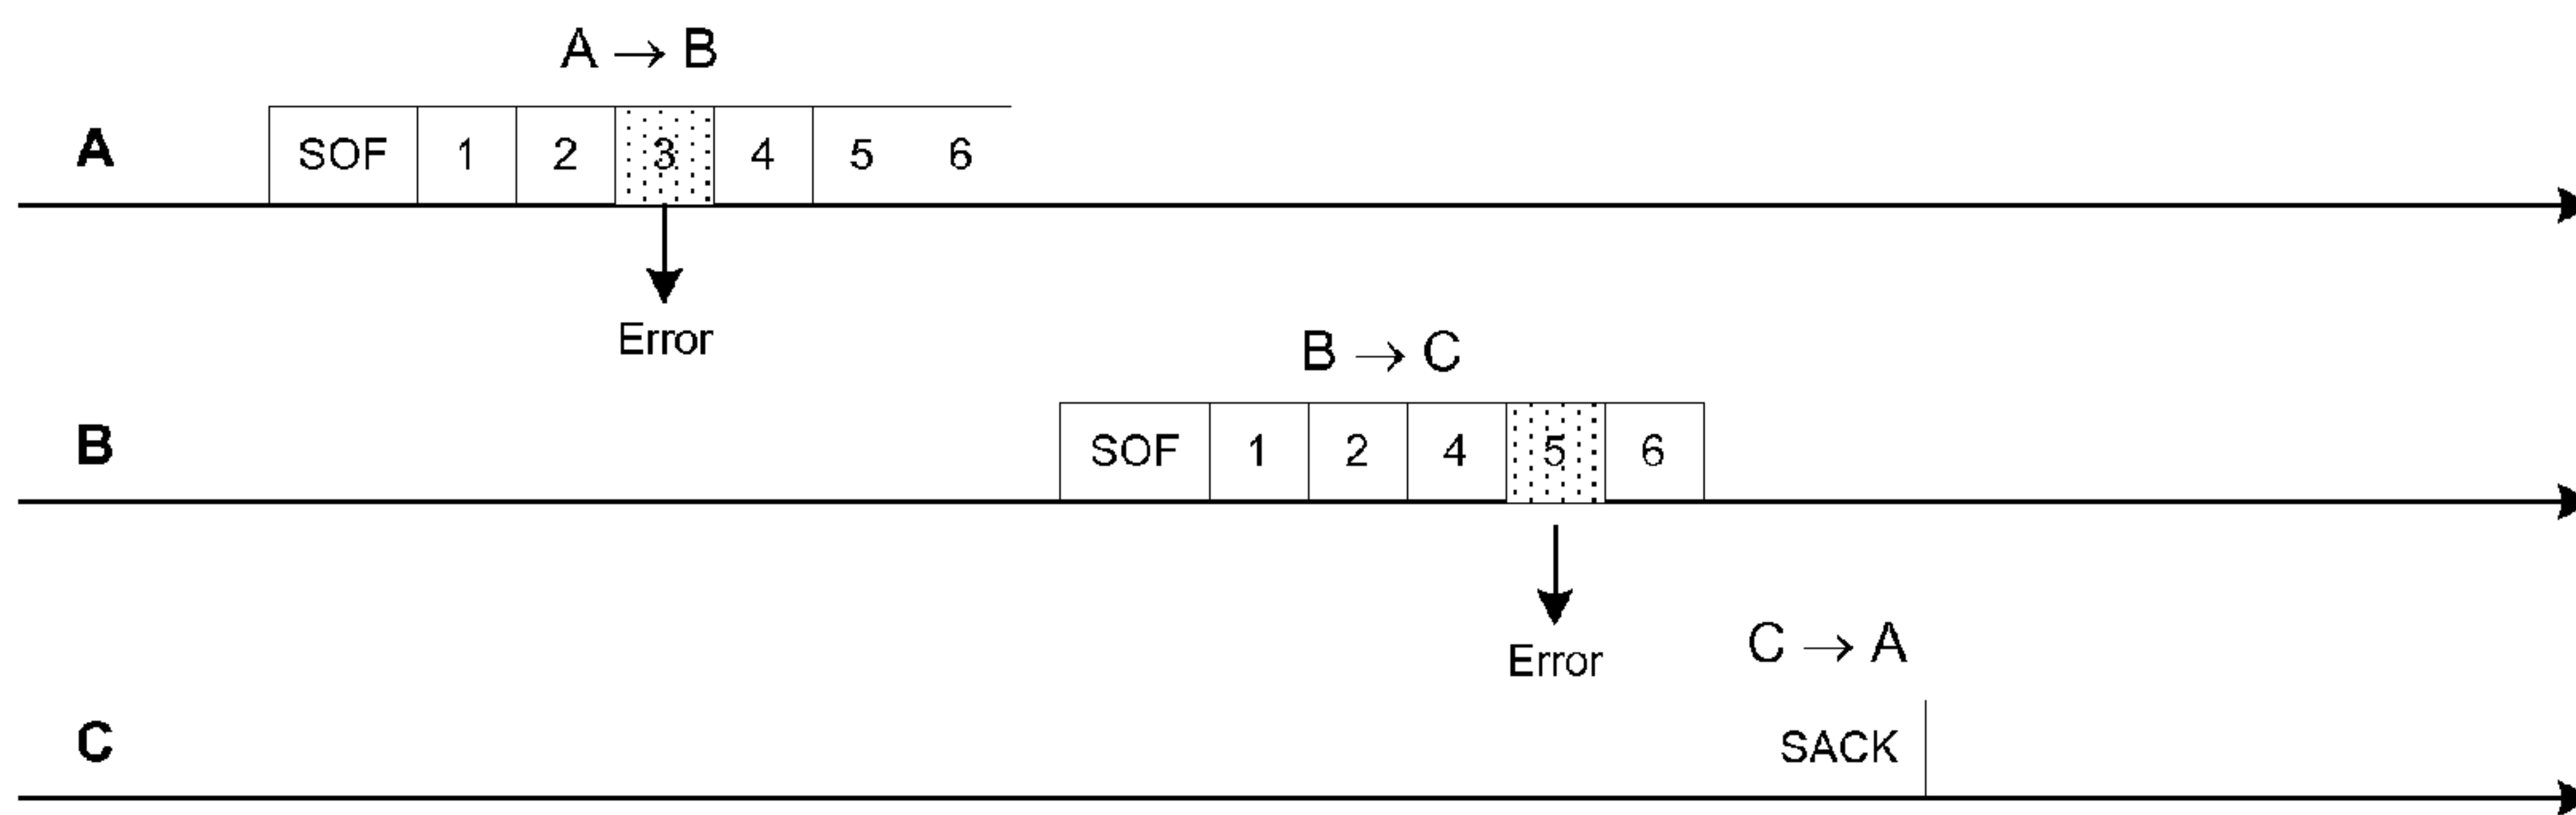 A → B
A
SOF 1 2 3 4 5 6
Error
B → C
B
SOF 1 2 4 5 6
Error
C → A
C
SACK